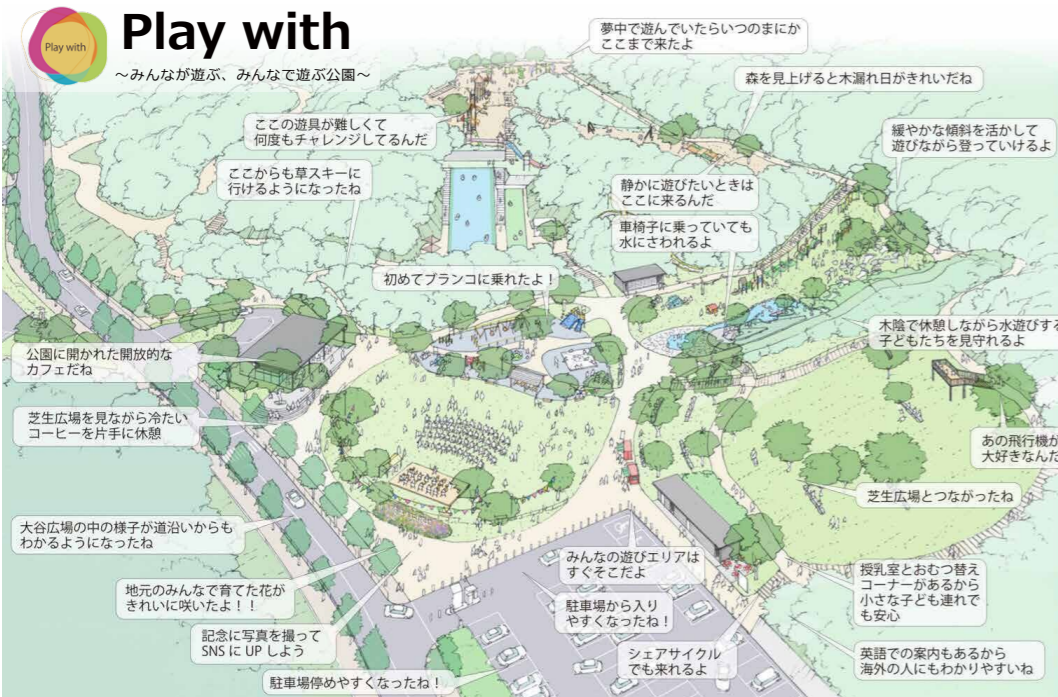 Play with
Play with
～みんなが遊ぶ、みんなで遊ぶ公園～
夢中で遊んでいたらいつのまにか
ここまで来たよ
森を見上げると木漏れ日がきれいだね
ここの遊具が難しくて
何度もチャレンジしてるんだ
緩やかな傾斜を活かして
遊びながら登っていけるよ
ここからも草スキーに
行けるようになったね
静かに遊びたいときは
ここに来るんだ
車椅子に乗っていても
水にさわれるよ
初めてブランコに乗れたよ！
木陰で休憩しながら水遊びする
子どもたちを見守れるよ
公園に開かれた開放的な
カフェだね
芝生広場を見ながら冷たい
コーヒーを片手に休憩
あの飛行機が
大好きなんだ
芝生広場とつながったね
大谷広場の中の様子が道沿いからも
わかるようになったね
みんなの遊びエリアは
すぐそこだよ
授乳室とおむつ替え
コーナーがあるから
小さな子ども連れで
も安心
地元のみんなで育てた花が
きれいに咲いたよ！！
駐車場から入り
やすくなったね！
記念に写真を撮って
SNS に UP しよう
シェアサイクル
でも来れるよ
英語での案内もあるから
海外の人にもわかりやすいね
駐車場停めやすくなったね！